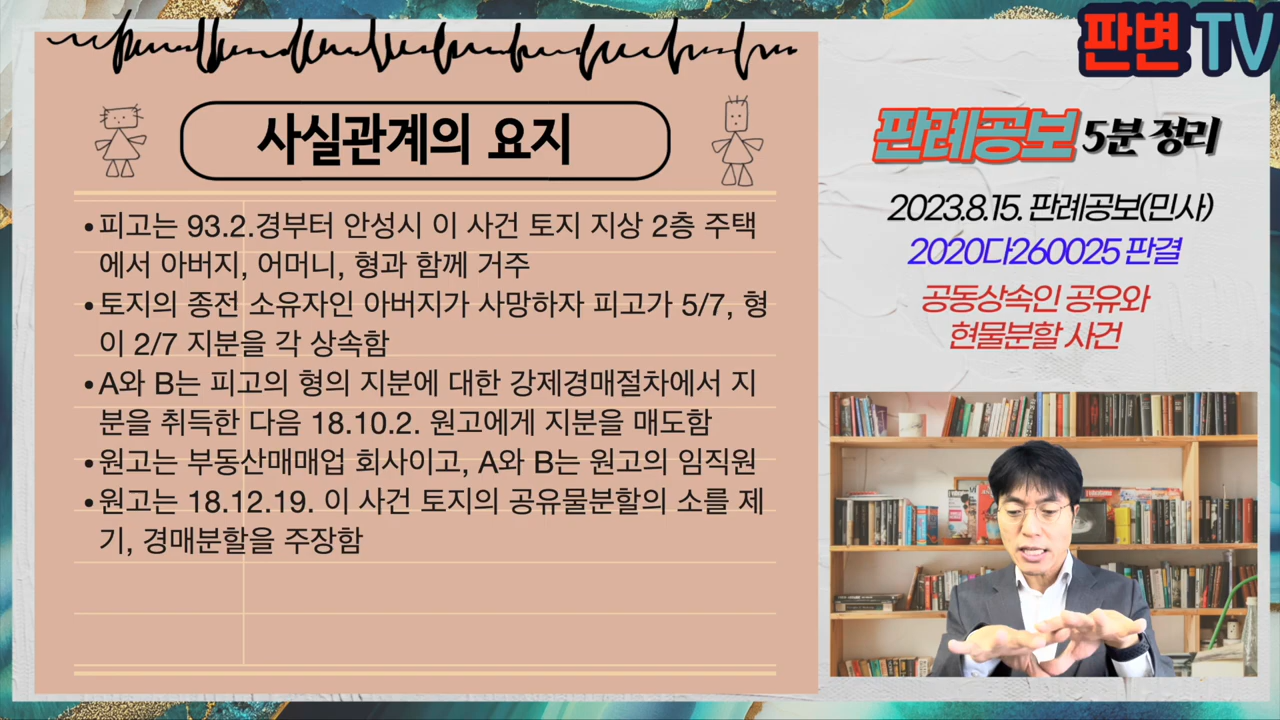 판변 TV
사실관계의 요지
•피고는 93.2.경부터 안성시 이 사건 토지 지상 2층 주택
에서 아버지, 어머니, 형과 함께 거주
•토지의 종전 소유자인 아버지가 사망하자 피고가 5/7, 형
이 2/7 지분을 각 상속함
•A와 B는 피고의 형의 지분에 대한 강제경매절차에서 지
분을 취득한 다음 18.10.2. 원고에게 지분을 매도함
•원고는 부동산매매업 회사이고, A와 B는 원고의 임직원
•원고는 18.12.19. 이 사건 토지의 공유물분할의 소를 제
기, 경매분할을 주장함
판례공보 5분 정리
2023.8.15. 판례공보(민사)
2020다260025 판결
공동상속인 공유와
현물분할 사건